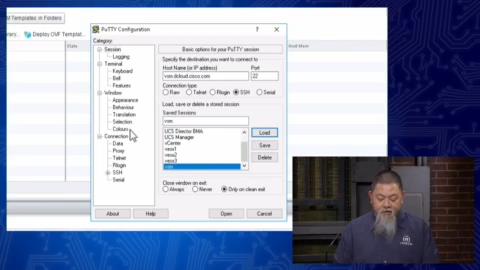 M Templates in Folders
Deploy OVF Templat...
State
PuTTY Configuration
?
Category:
Session
Logging
Terminal
Keyboard
Bell
Features
Window
Appearance
Behaviour
Translation
Selection
Colours
Connection
Data
Proxy
Telnet
Rlogin
SSH
Serial
Basic options for your PuTTY session
Specify the destination you want to connect to
Host Name (or IP address)
Port
vsm.dcloud.cisco.com
22
Connection type:
Raw
Telnet
Rlogin
SSH
Serial
Load, save or delete a stored session
Saved Sessions
vsm
UCS Director BMA
UCS Manager
vCenter
vesx1
vesx2
vesx3
vsm
Load
Save
Delete
Close window on exit:
Always
Never
Only on clean exit
About
Help
Open
Cancel